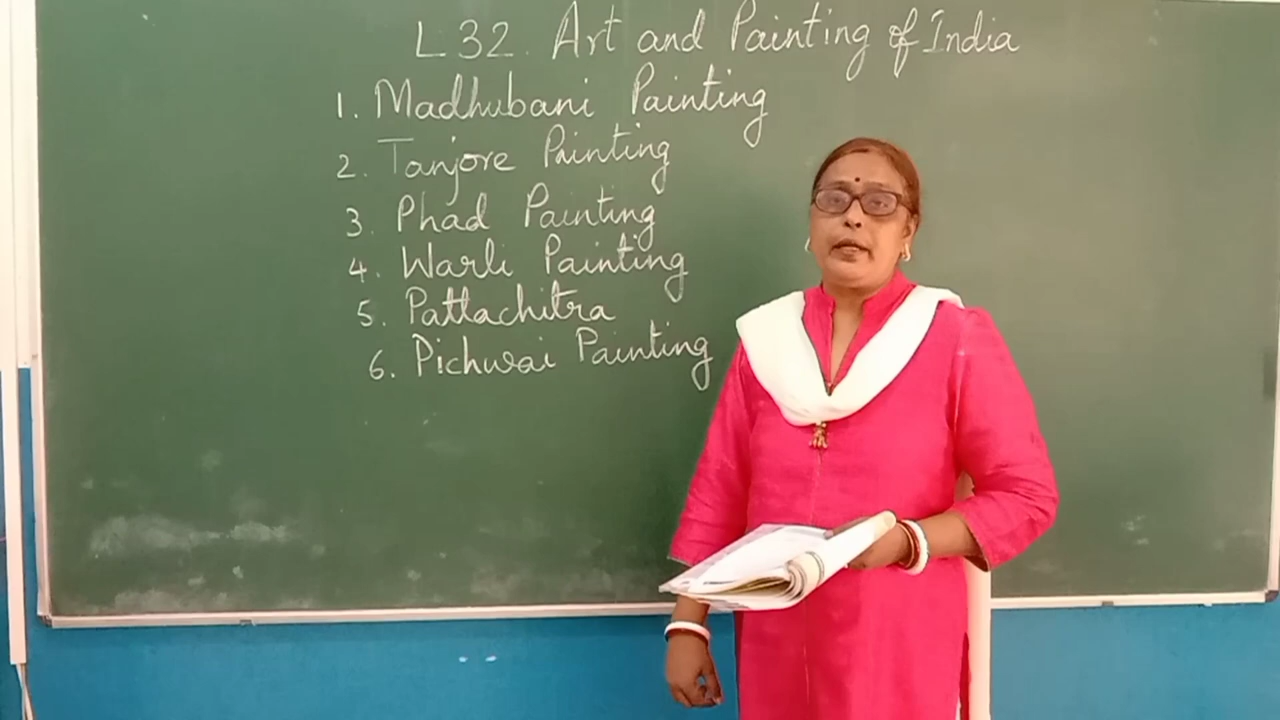 L 32. Art and Painting of India
1. Madhubani Painting
2. Tanjore Painting
3. Phad Painting
4. Warli Painting
5. Pattachitra
6. Pichwai Painting